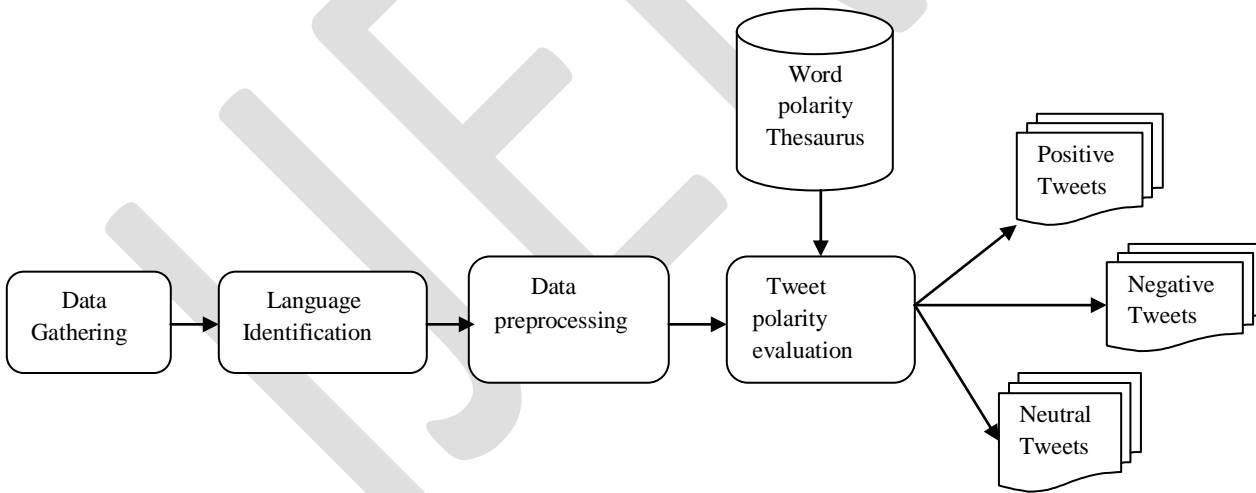 Word
polarity
Thesaurus
Positive
Tweets
Data
Gathering
Language
Identification
Data
preprocessing
Tweet
polarity
evaluation
Negative
Tweets
Neutral
Tweets